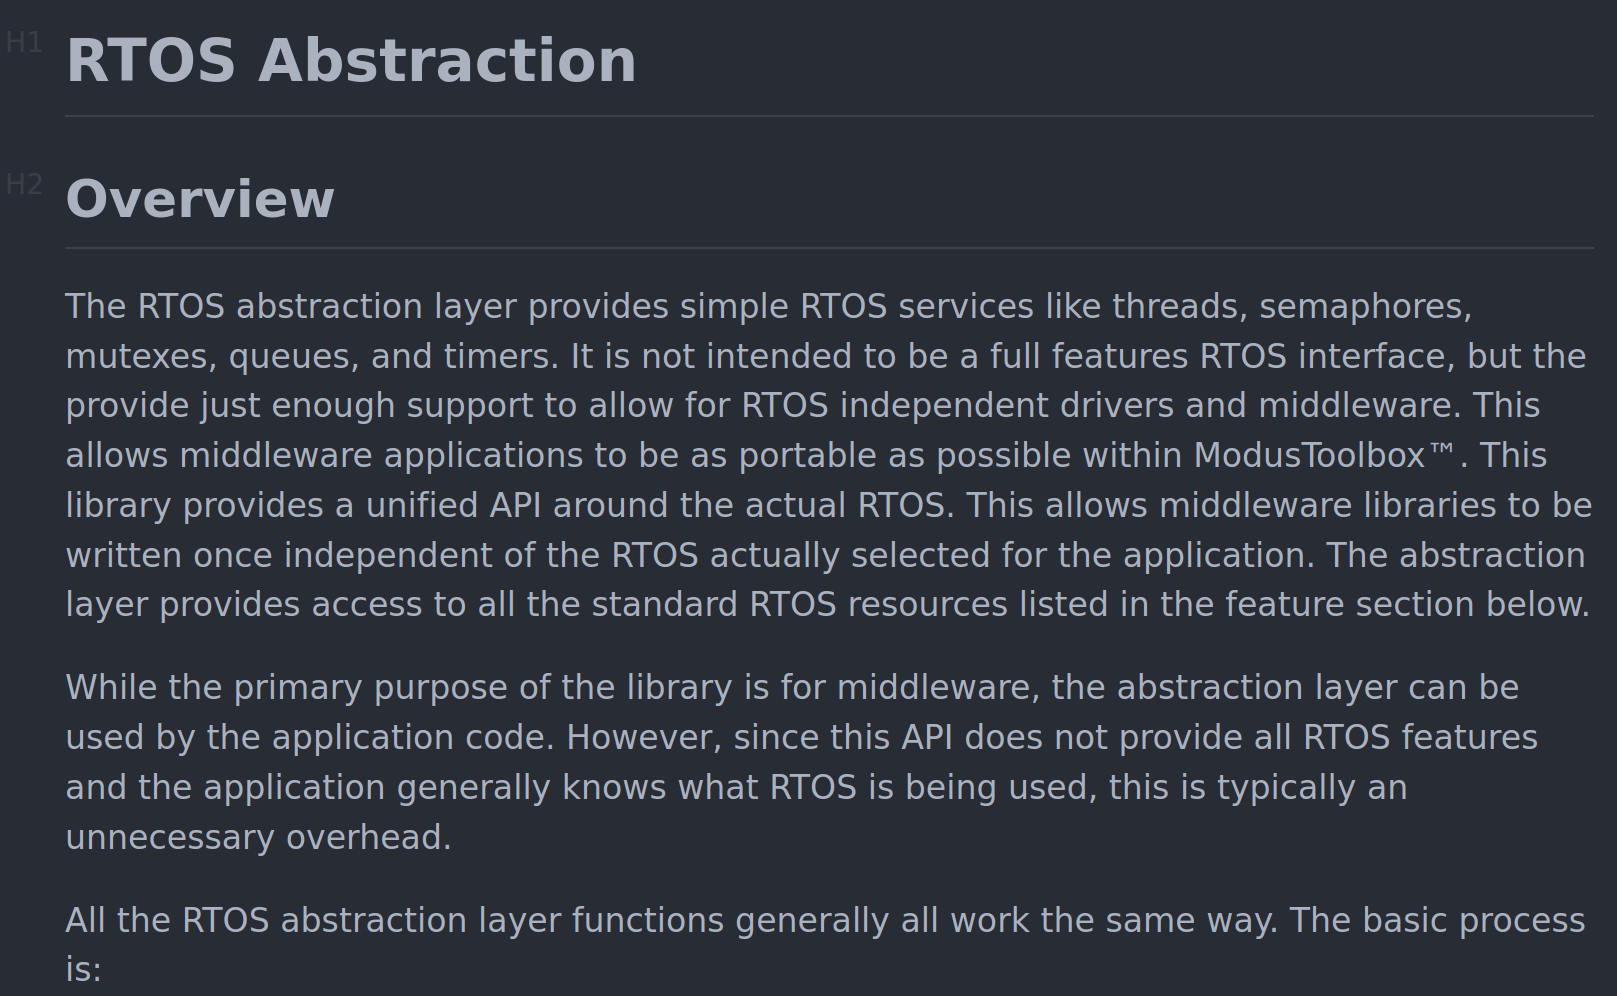 H1
RTOS Abstraction
H2
Overview
The RTOS abstraction layer provides simple RTOS services like threads, semaphores,
mutexes, queues, and timers. It is not intended to be a full features RTOS interface, but the
provide just enough support to allow for RTOS independent drivers and middleware. This
allows middleware applications to be as portable as possible within ModusToolbox™. This
library provides a unified API around the actual RTOS. This allows middleware libraries to be
written once independent of the RTOS actually selected for the application. The abstraction
layer provides access to all the standard RTOS resources listed in the feature section below.
While the primary purpose of the library is for middleware, the abstraction layer can be
used by the application code. However, since this API does not provide all RTOS features
and the application generally knows what RTOS is being used, this is typically an
unnecessary overhead.
All the RTOS abstraction layer functions generally all work the same way. The basic process
is: